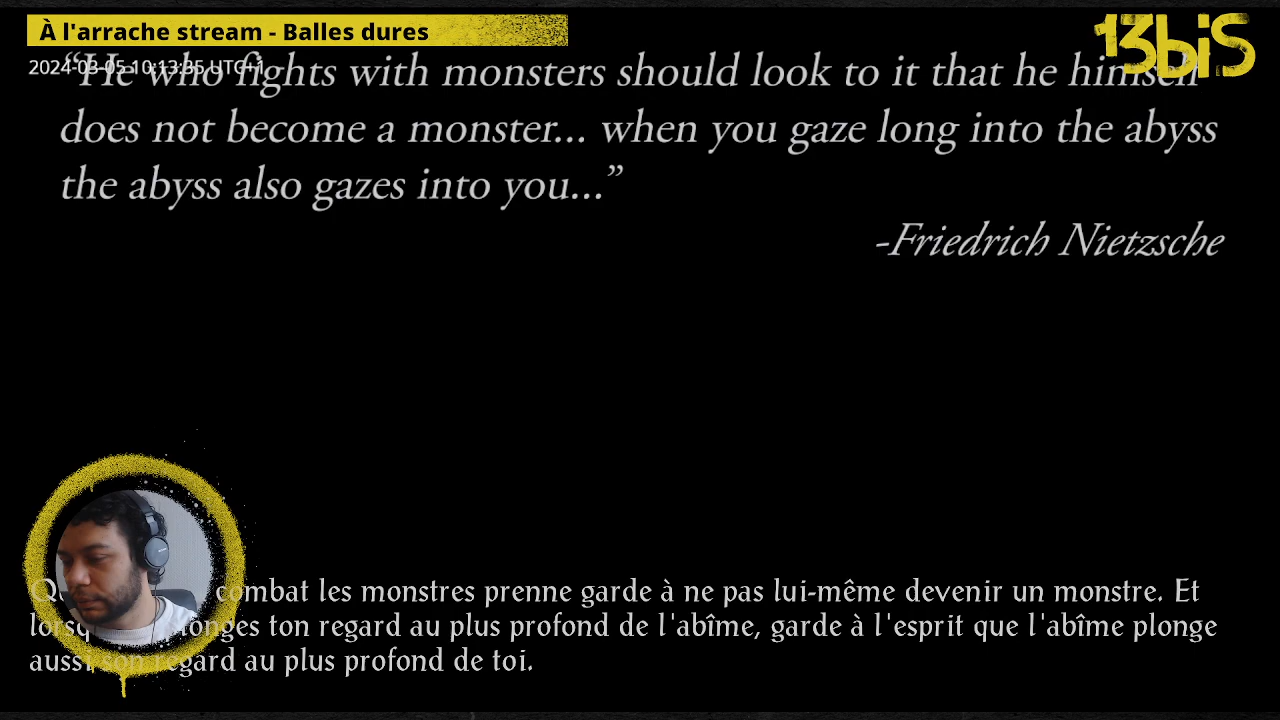 À l'arrache stream - Balles dures
13biS
2024-03-05 10:13:35 UTC+1
“He who fights with monsters should look to it that he himself
does not become a monster... when you gaze long into the abyss
the abyss also gazes into you...”
-Friedrich Nietzsche
combat les monstres prenne garde à ne pas lui-même devenir un monstre. Et
ton regard au plus profond de l'abîme, garde à l'esprit que l'abîme plonge
aussi son regard au plus profond de toi.